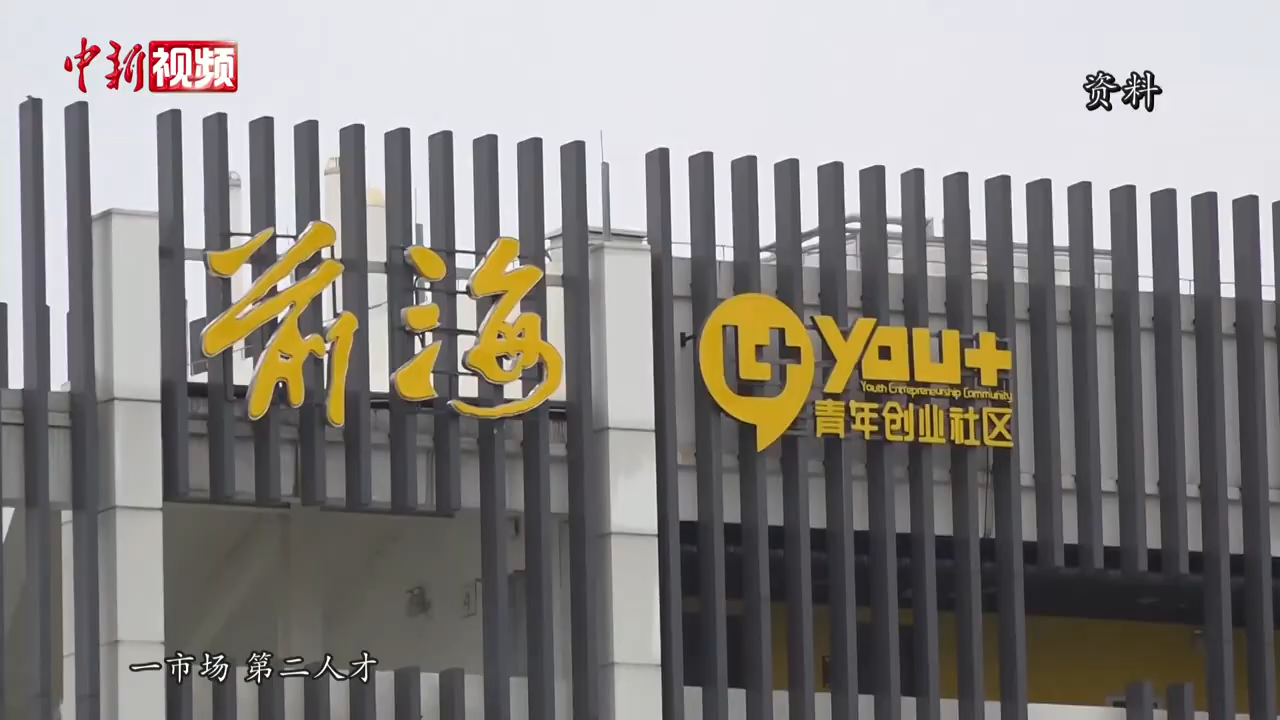 中新视频
资料
前海
You+
Youth Entrepreneurship Community
青年创业社区
一市场 第二人才